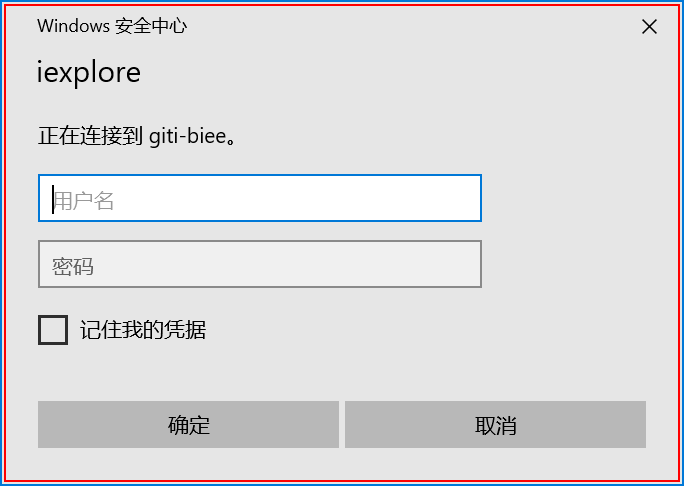 Windows 安全中心
iexplore
正在连接到 giti-biee。
用户名
密码
记住我的凭据
确定
取消